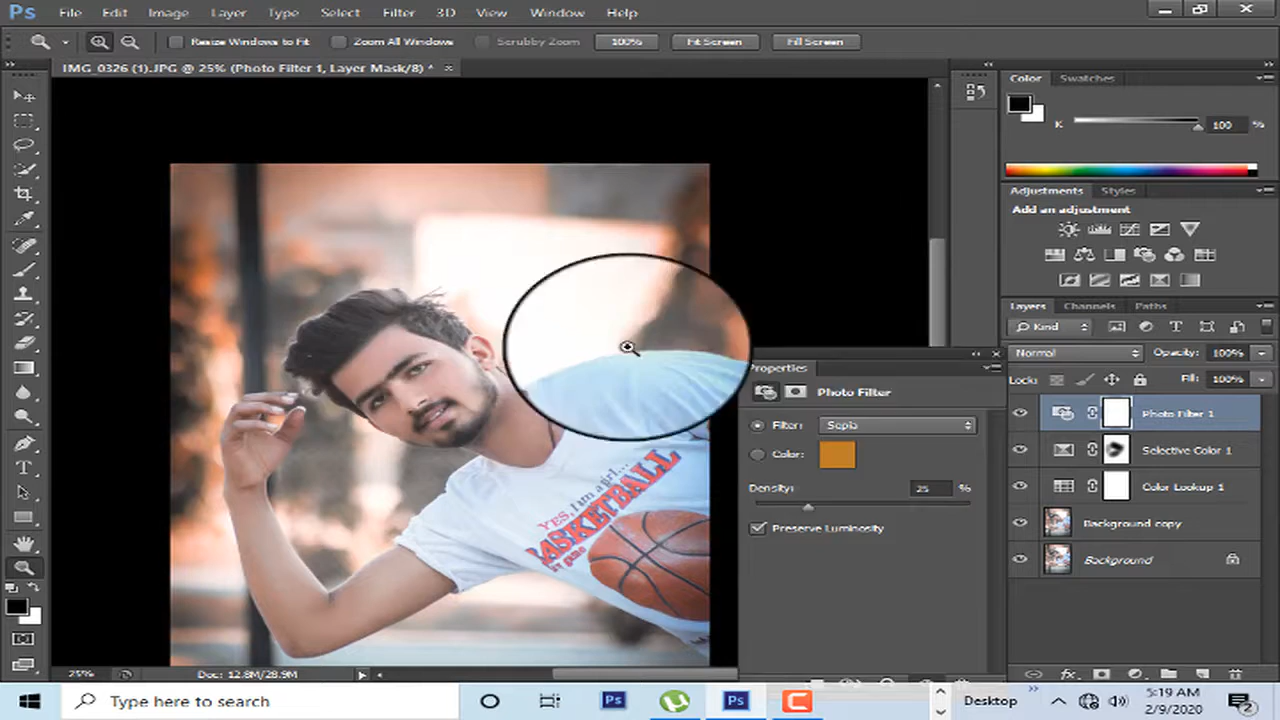 Ps File Edit Image Layer Type Select Filter 3D View Window Help
Resize Windows to Fit Zoom All Windows Scrubby Zoom 100% Fit Screen Fill Screen
IMG_0326 (1).JPG @ 25% (Photo Filter 1, Layer Mask/8) *
Color Swatches
K 100 %
Adjustments Styles
Add an adjustment
Layers Channels Paths
Kind
Normal Opacity: 100%
Lock: Fill: 100%
Photo Filter 1
Selective Color 1
Color Lookup 1
Background copy
Background
Properties
Photo Filter
Filter: Sepia
Color:
Density: 25 %
Preserve Luminosity
YES, I am a girl...
BASKETBALL
25% Doc: 12.8M/28.9M
Type here to search
Ps Ps
Desktop
5:19 AM
2/9/2020
2